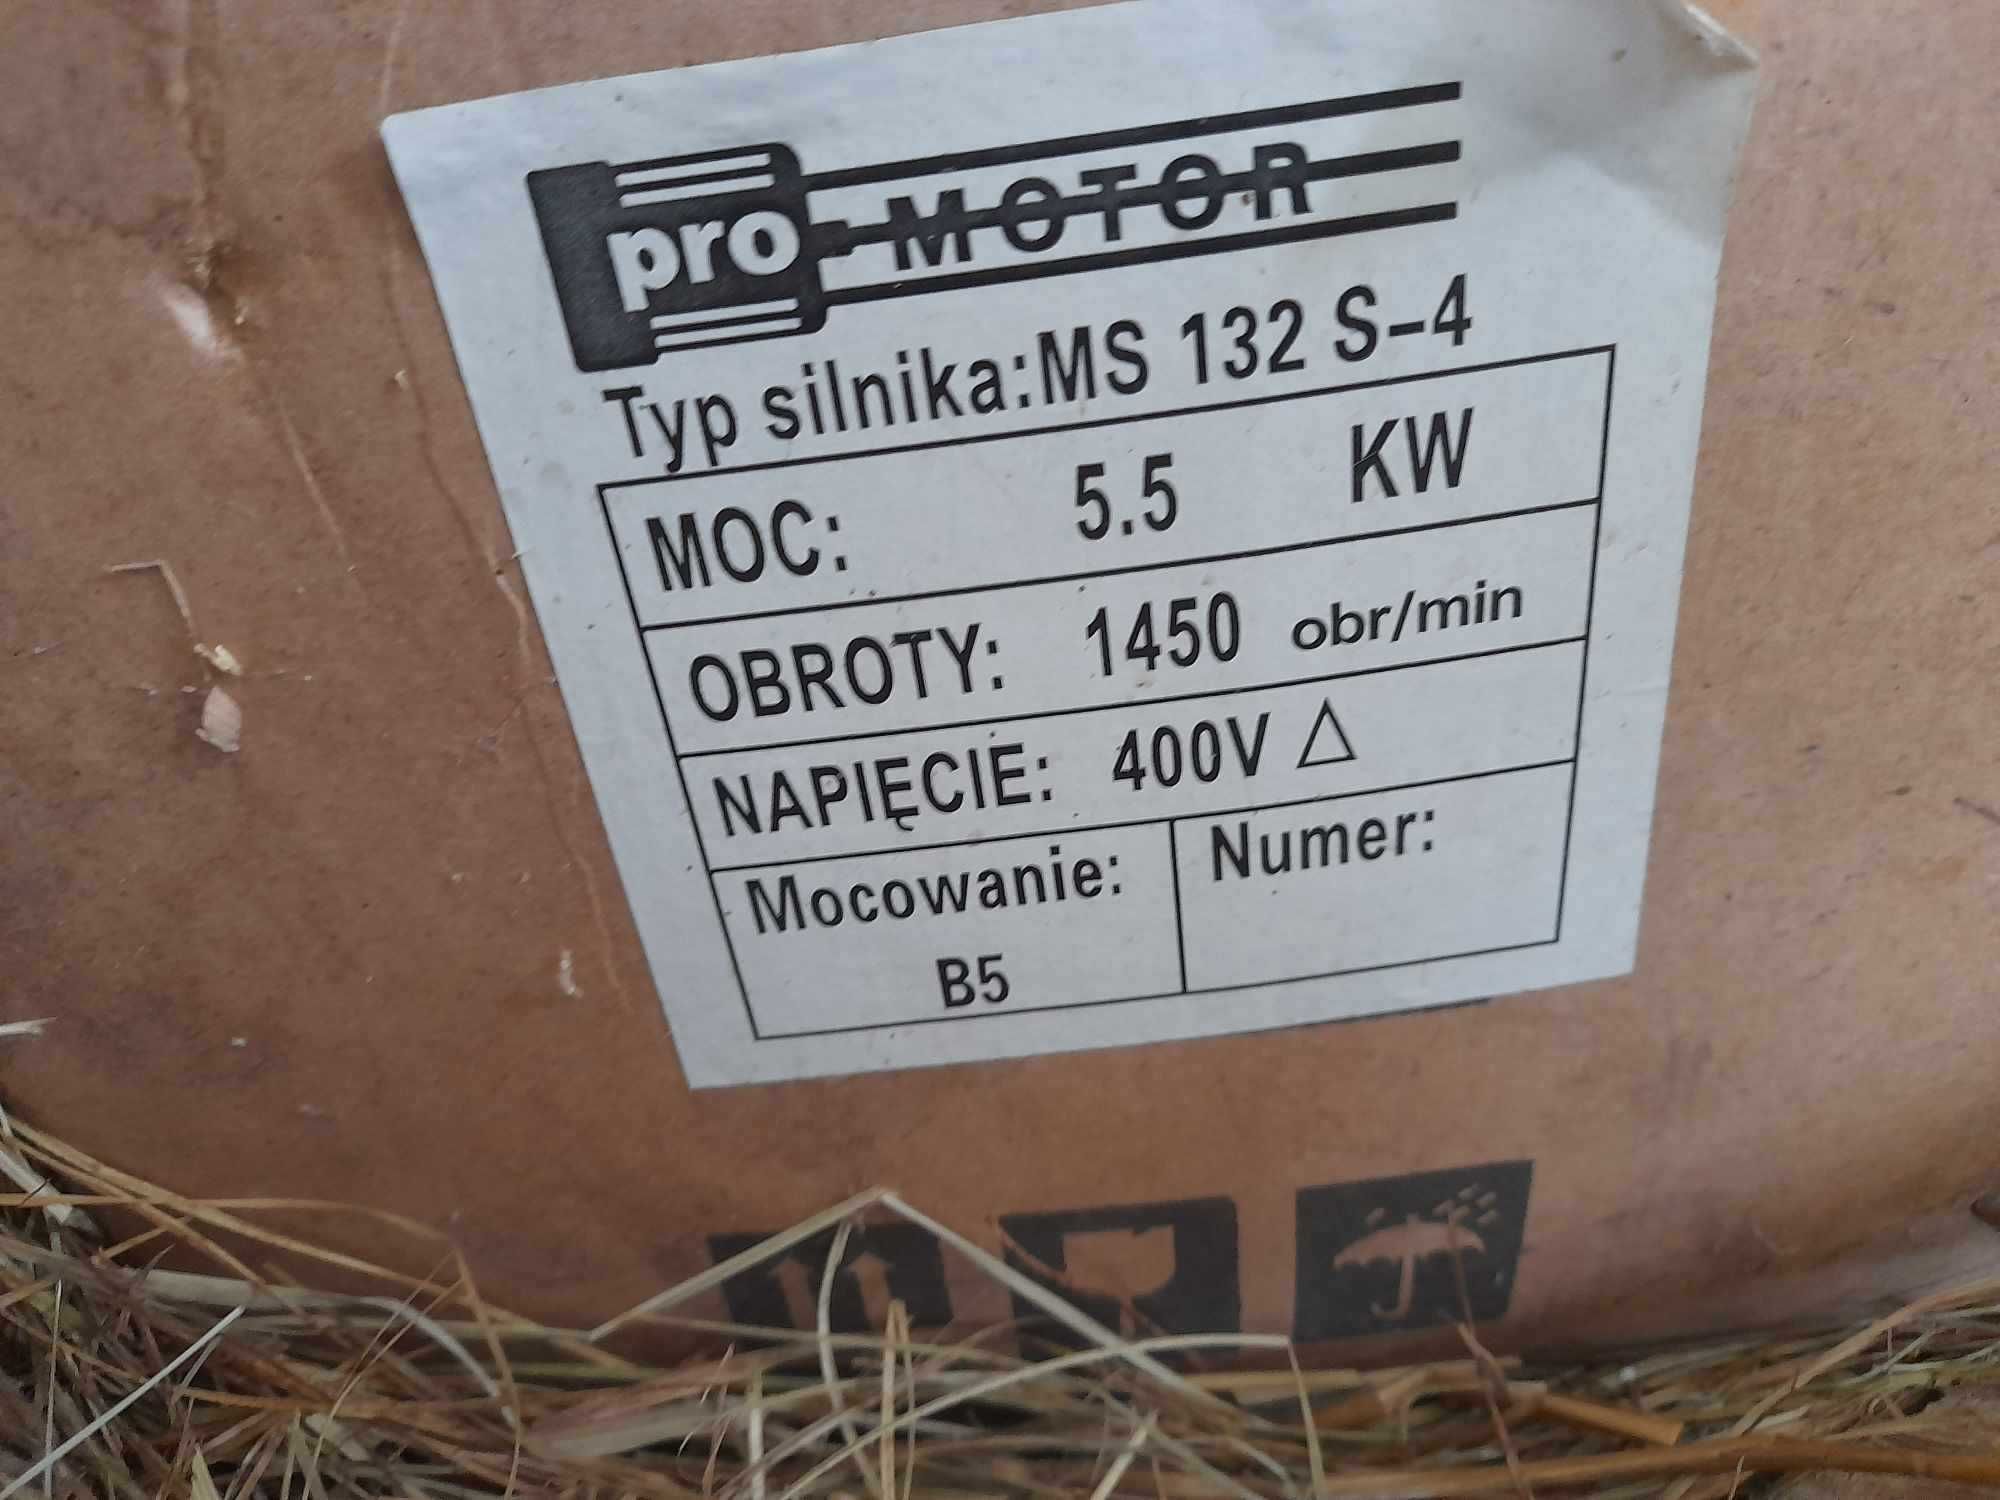 pro-MOTOR
Typ silnika: MS 132 S-4
MOC: 5.5 KW
OBROTY: 1450 obr/min
NAPIĘCIE: 400V △
Mocowanie:
B5
Numer: